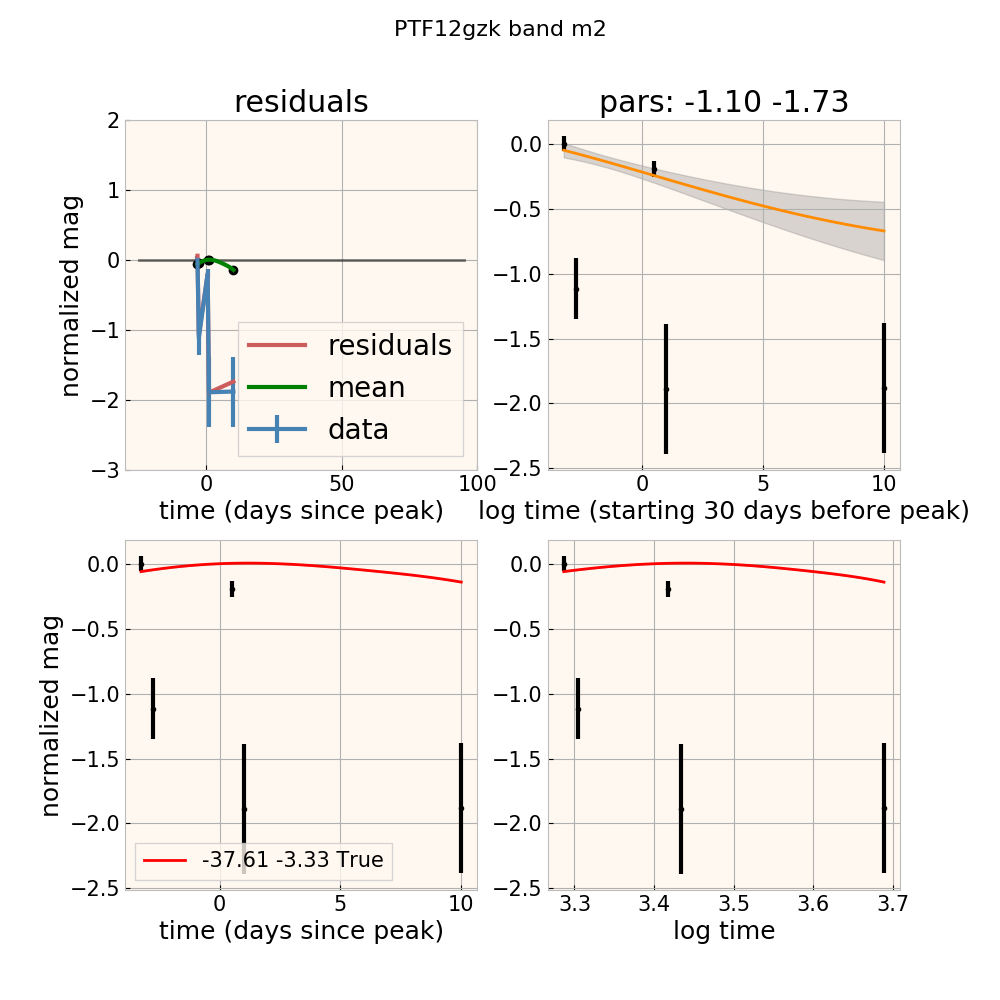 PTF12gzk band m2
residuals
pars: -1.10 -1.73
2
1
0
−1
−2
−3
normalized mag
residuals
mean
data
0 50 100
time (days since peak)
0.0
−0.5
−1.0
−1.5
−2.0
−2.5
0 5 10
log time (starting 30 days before peak)
0.0
−0.5
−1.0
−1.5
−2.0
−2.5
normalized mag
-37.61 -3.33 True
0 5 10
time (days since peak)
0.0
−0.5
−1.0
−1.5
−2.0
−2.5
3.3 3.4 3.5 3.6 3.7
log time